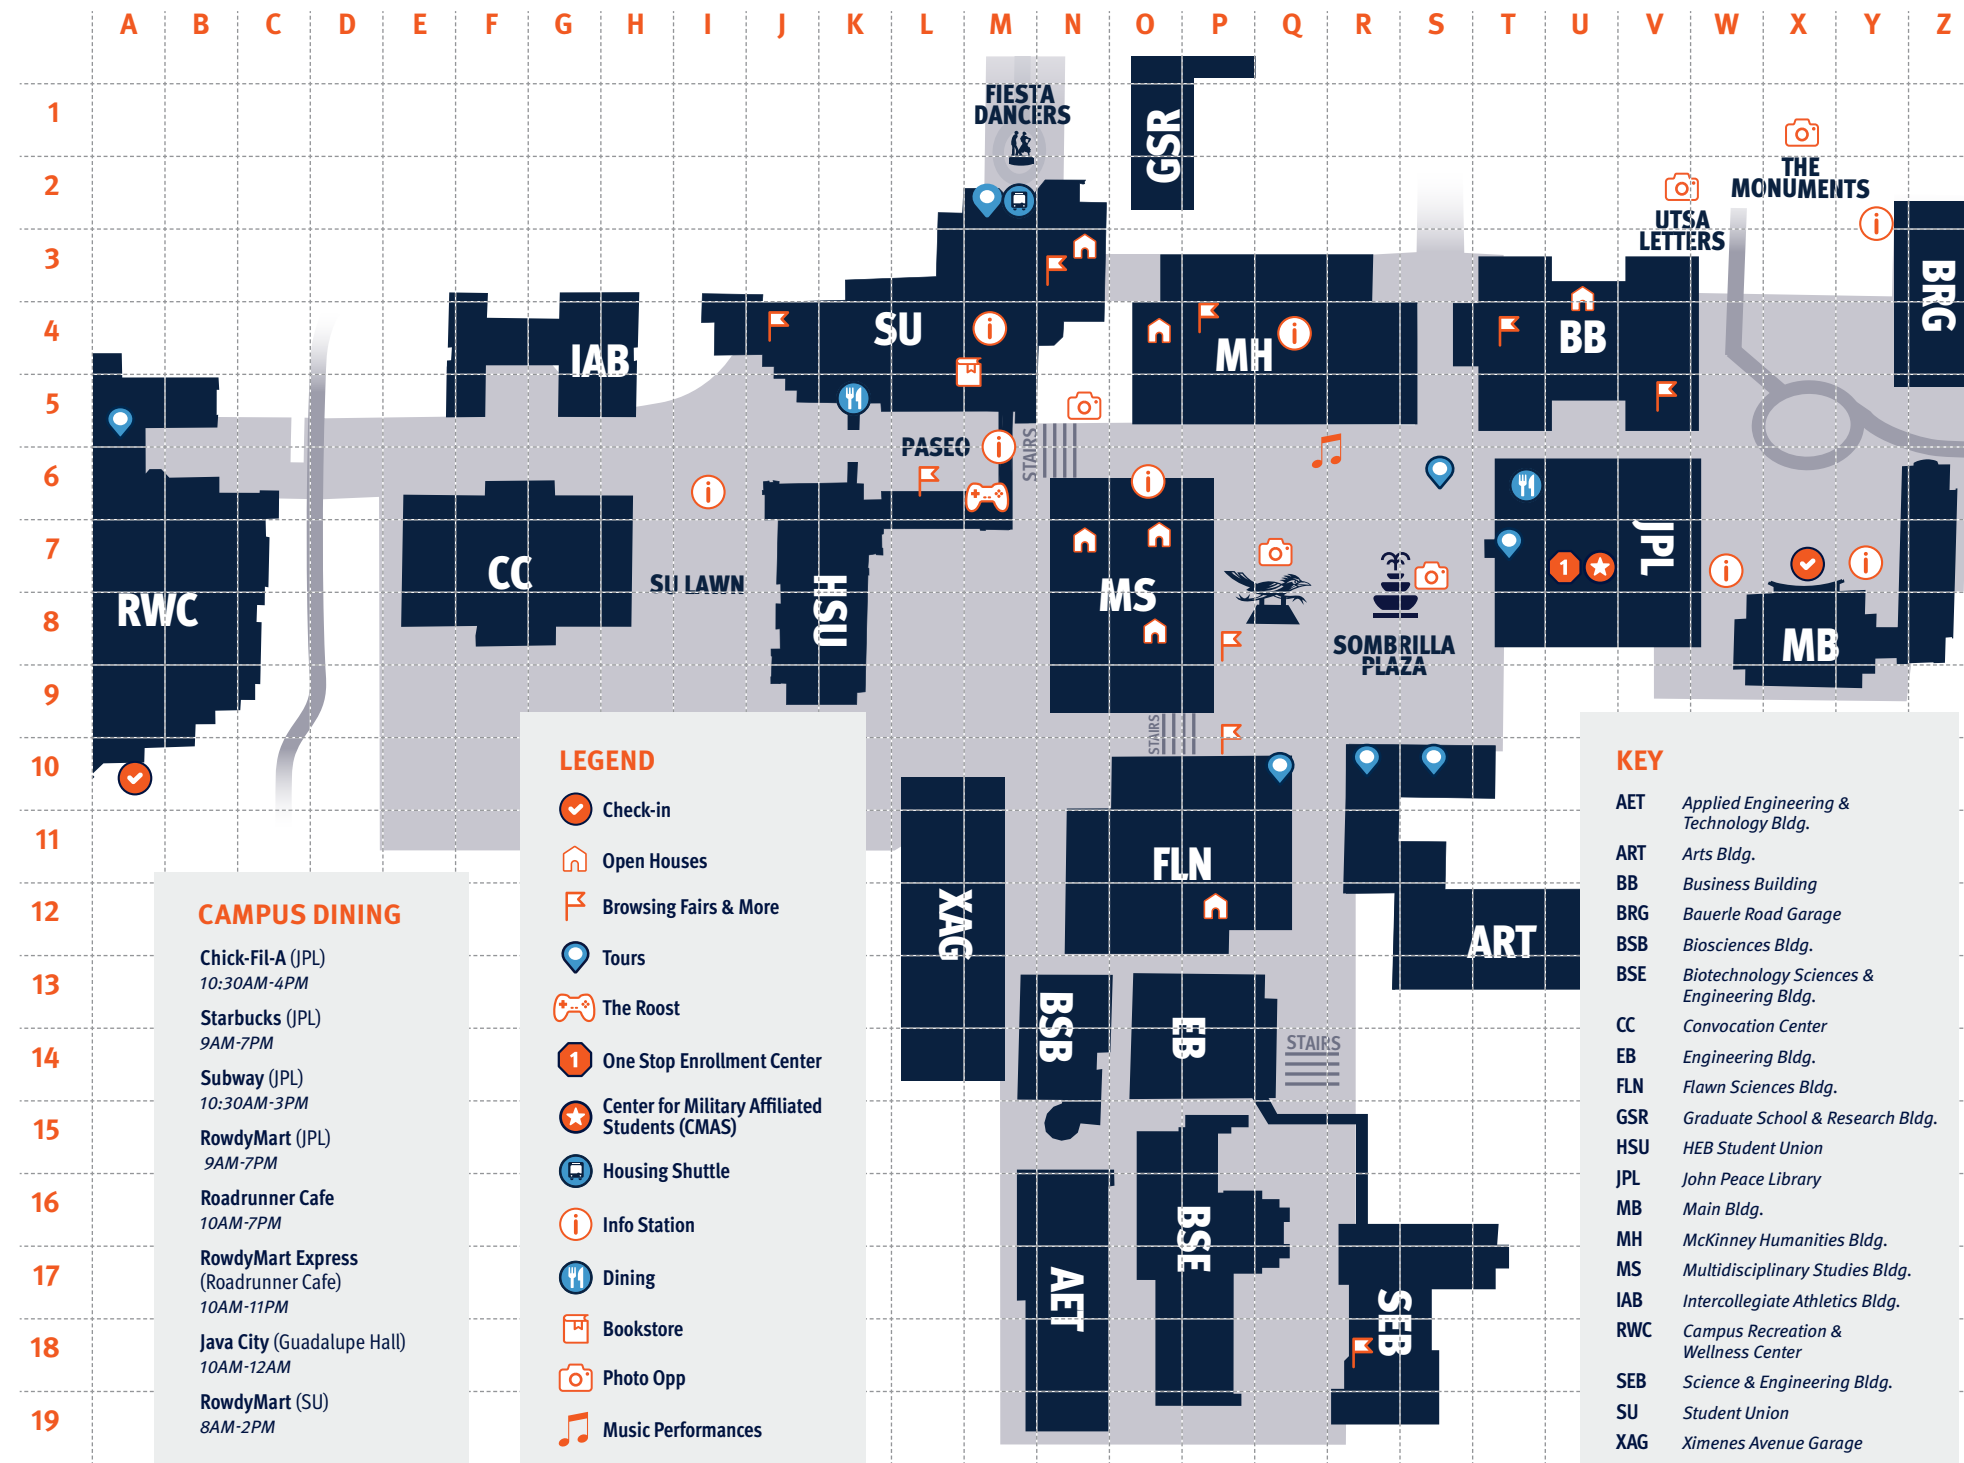 A B C D E F G H I J K L M N O P Q R S T U V W X Y Z
1
2
3
4
5
6
7
8
9
10
11
12
13
14
15
16
17
18
19
FIESTA
DANCERS
GSR
THE
MONUMENTS
UTSA
LETTERS
BRG
SU
IAB
MH
BB
PASEO
STAIRS
JPL
CC
SU LAWN
HSU
MS
RWC
SOMBRILLA
PLAZA
MB
1
STAIRS
FLN
XAG
ART
BSB
EB
STAIRS
BSE
AET
SEB
CAMPUS DINING
Chick-Fil-A (JPL)
10:30AM-4PM
Starbucks (JPL)
9AM-7PM
Subway (JPL)
10:30AM-3PM
RowdyMart (JPL)
9AM-7PM
Roadrunner Cafe
10AM-7PM
RowdyMart Express
(Roadrunner Cafe)
10AM-11PM
Java City (Guadalupe Hall)
10AM-12AM
RowdyMart (SU)
8AM-2PM
LEGEND
Check-in
Open Houses
Browsing Fairs & More
Tours
The Roost
1 One Stop Enrollment Center
Center for Military Affiliated
Students (CMAS)
Housing Shuttle
i Info Station
Dining
Bookstore
Photo Opp
Music Performances
KEY
AET Applied Engineering &
Technology Bldg.
ART Arts Bldg.
BB Business Building
BRG Bauerle Road Garage
BSB Biosciences Bldg.
BSE Biotechnology Sciences &
Engineering Bldg.
CC Convocation Center
EB Engineering Bldg.
FLN Flawn Sciences Bldg.
GSR Graduate School & Research Bldg.
HSU HEB Student Union
JPL John Peace Library
MB Main Bldg.
MH McKinney Humanities Bldg.
MS Multidisciplinary Studies Bldg.
IAB Intercollegiate Athletics Bldg.
RWC Campus Recreation &
Wellness Center
SEB Science & Engineering Bldg.
SU Student Union
XAG Ximenes Avenue Garage